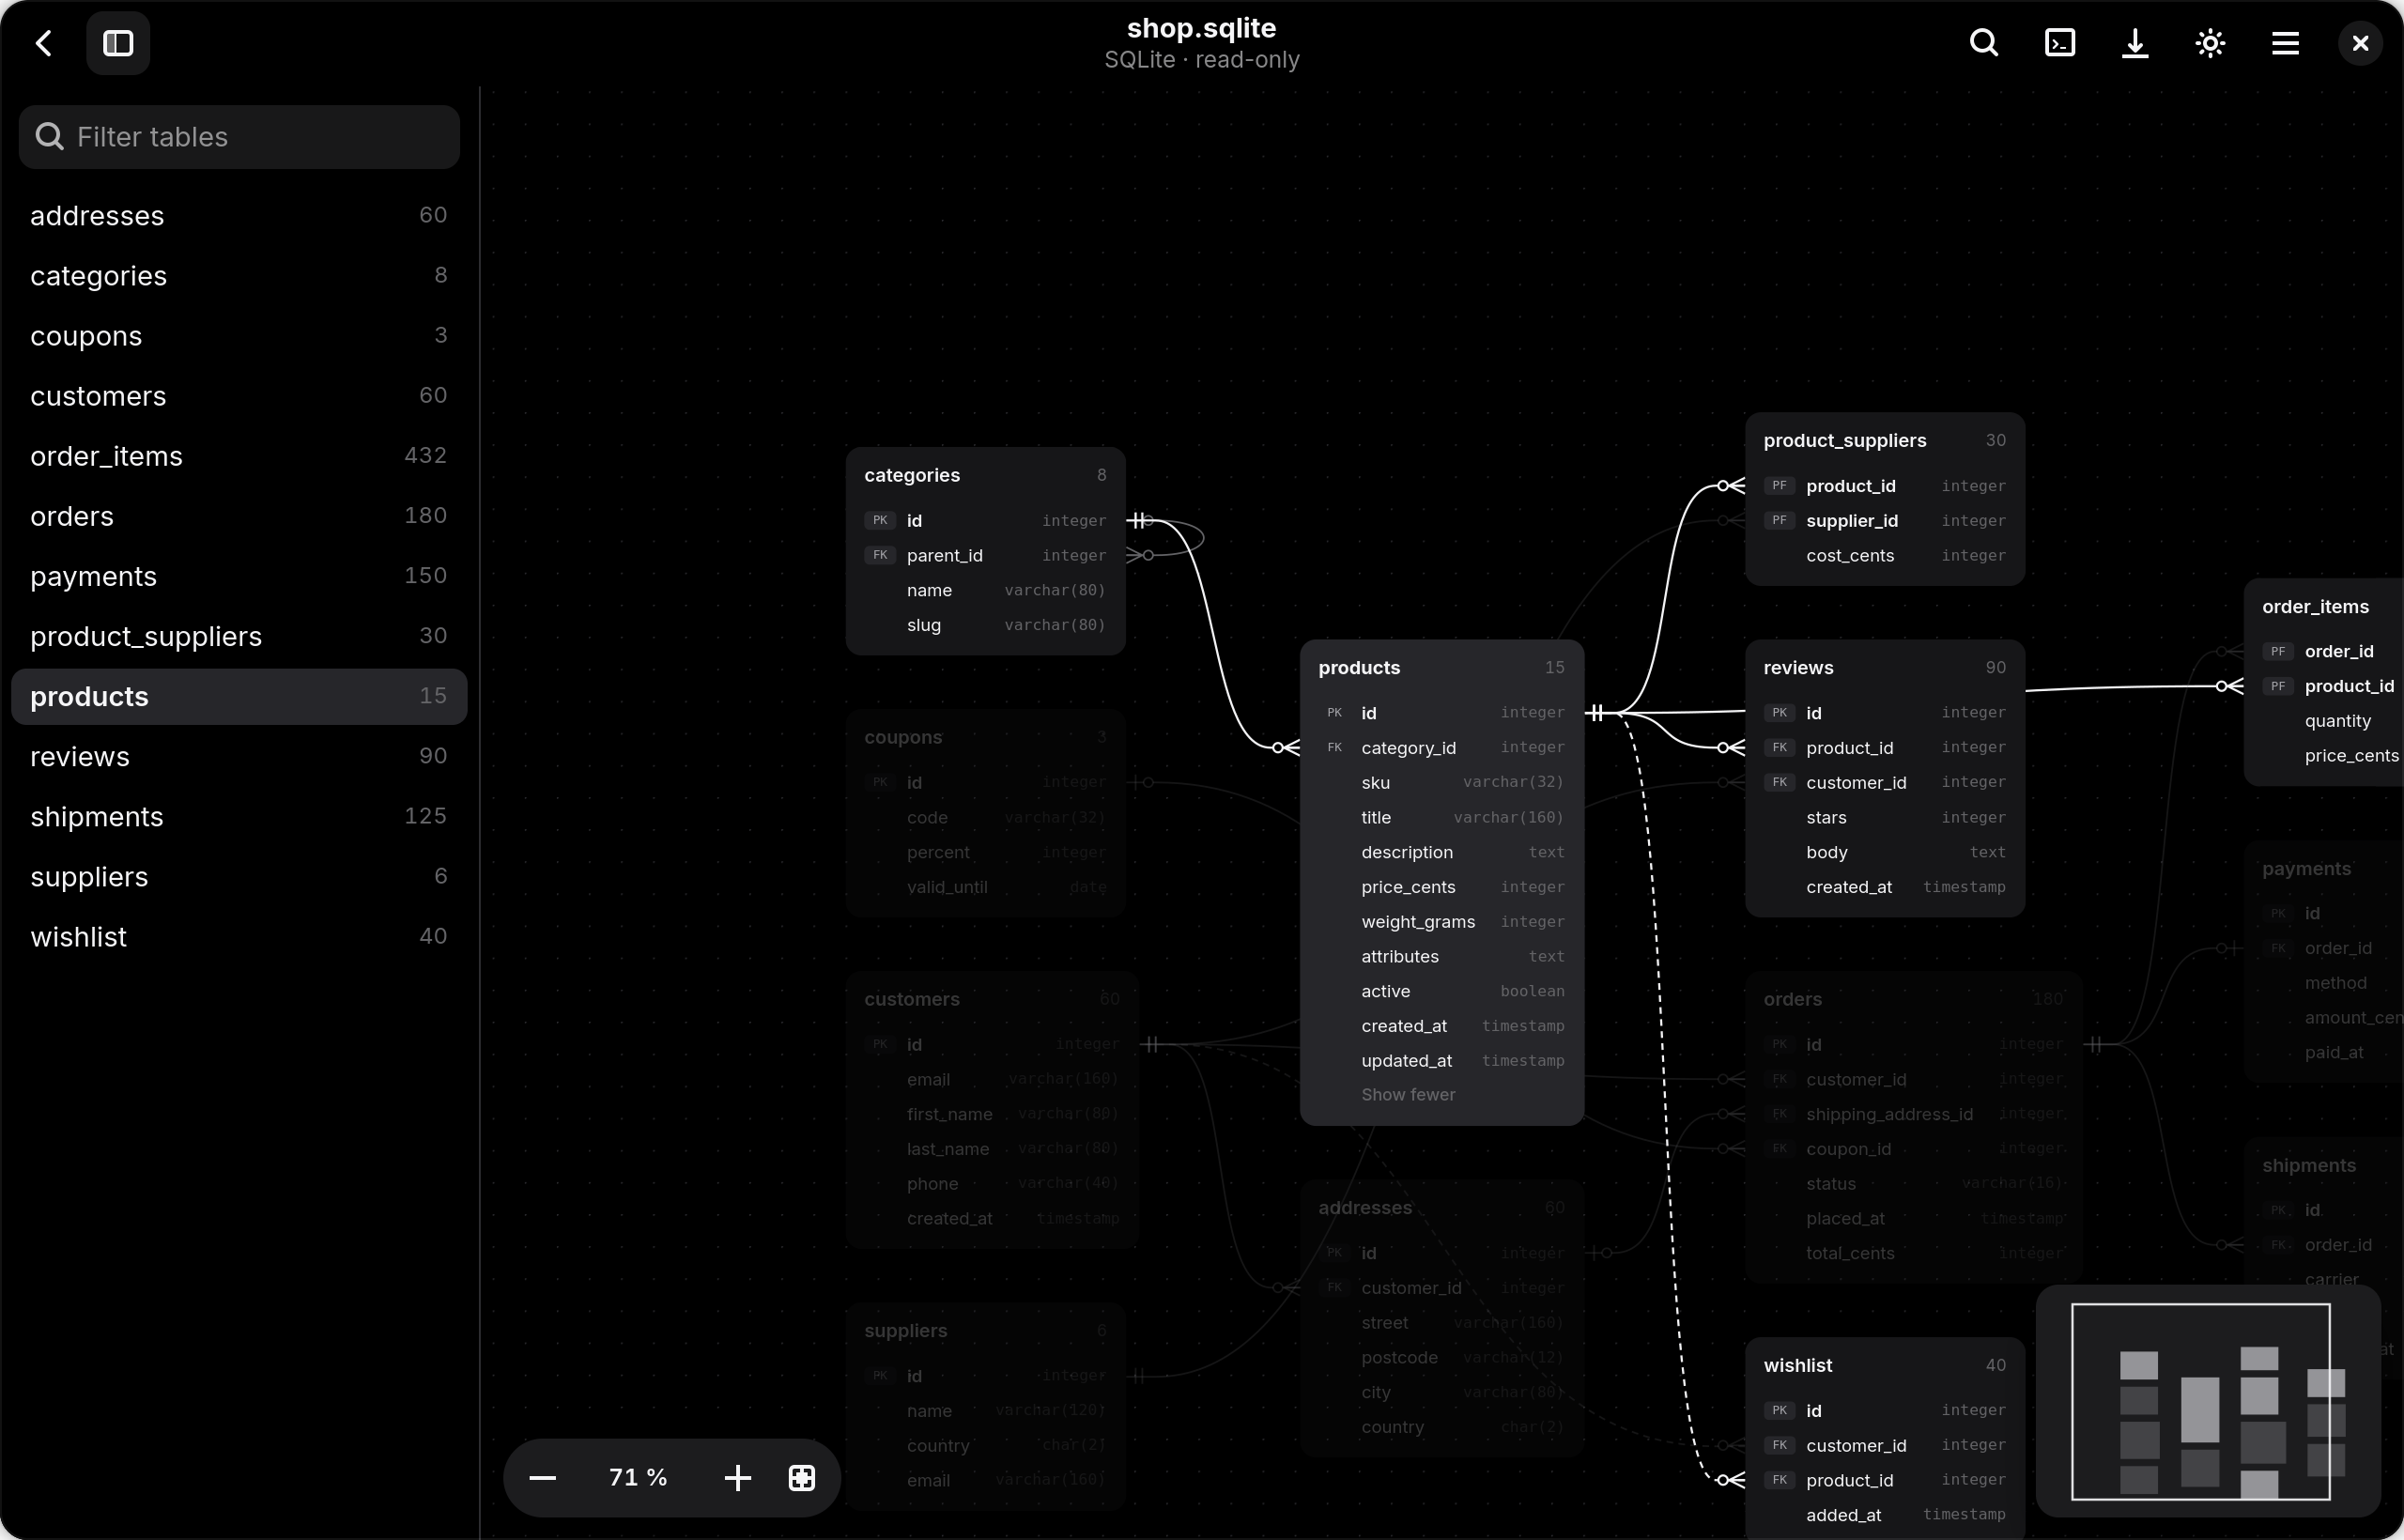 shop.sqlite
SQLite · read-only
Filter tables
addresses 60
categories 8
coupons 3
customers 60
order_items 432
orders 180
payments 150
product_suppliers 30
products 15
reviews 90
shipments 125
suppliers 6
wishlist 40
categories 8
PK id integer
FK parent_id integer
name varchar(80)
slug varchar(80)
coupons 3
PK id integer
code varchar(32)
percent integer
valid_until date
customers 60
PK id integer
email varchar(160)
first_name varchar(80)
last_name varchar(80)
phone varchar(40)
created_at timestamp
suppliers 6
PK id integer
name varchar(120)
country char(2)
email varchar(160)
products 15
PK id integer
FK category_id integer
sku varchar(32)
title varchar(160)
description text
price_cents integer
weight_grams integer
attributes text
active boolean
created_at timestamp
updated_at timestamp
Show fewer
addresses 60
PK id integer
FK customer_id integer
street varchar(160)
postcode varchar(12)
city varchar(80)
country char(2)
product_suppliers 30
PF product_id integer
PF supplier_id integer
cost_cents integer
reviews 90
PK id integer
FK product_id integer
FK customer_id integer
stars integer
body text
created_at timestamp
orders 180
PK id integer
FK customer_id integer
FK shipping_address_id integer
FK coupon_id integer
status varchar(16)
placed_at timestamp
total_cents integer
wishlist 40
PK id integer
FK customer_id integer
FK product_id integer
added_at timestamp
order_items
PF order_id
PF product_id
quantity
price_cents
payments
PK id
FK order_id
method
amount_cen
paid_at
shipments
PK id
FK order_id
carrier
at
71 %